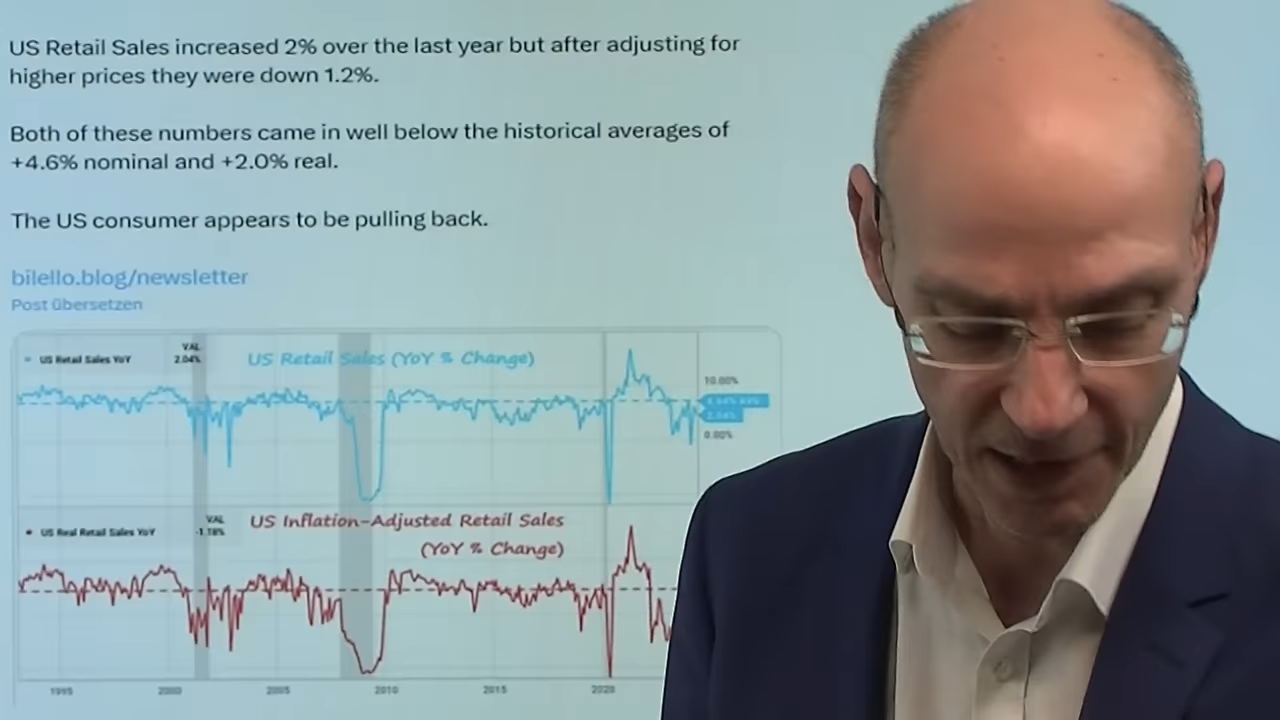 US Retail Sales increased 2% over the last year but after adjusting for
higher prices they were down 1.2%.
Both of these numbers came in well below the historical averages of
+4.6% nominal and +2.0% real.
The US consumer appears to be pulling back.
bilello.blog/newsletter
Post übersetzen
VAL
US Retail Sales YoY 2.04%
US Retail Sales (YoY % Change)
10.00%
2.04%
0.00%
VAL
US Real Retail Sales YoY -1.18%
US Inflation-Adjusted Retail Sales
(YoY % Change)
1995 2000 2005 2010 2015 2020